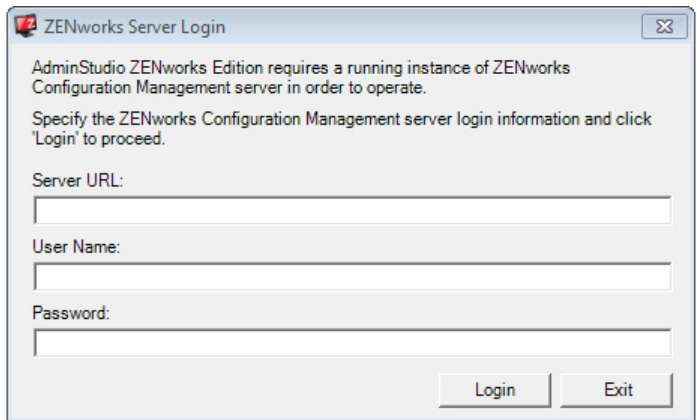 ZENworks Server Login
AdminStudio ZENworks Edition requires a running instance of ZENworks
Configuration Management server in order to operate.
Specify the ZENworks Configuration Management server login information and click
'Login' to proceed.
Server URL:
User Name:
Password:
Login Exit